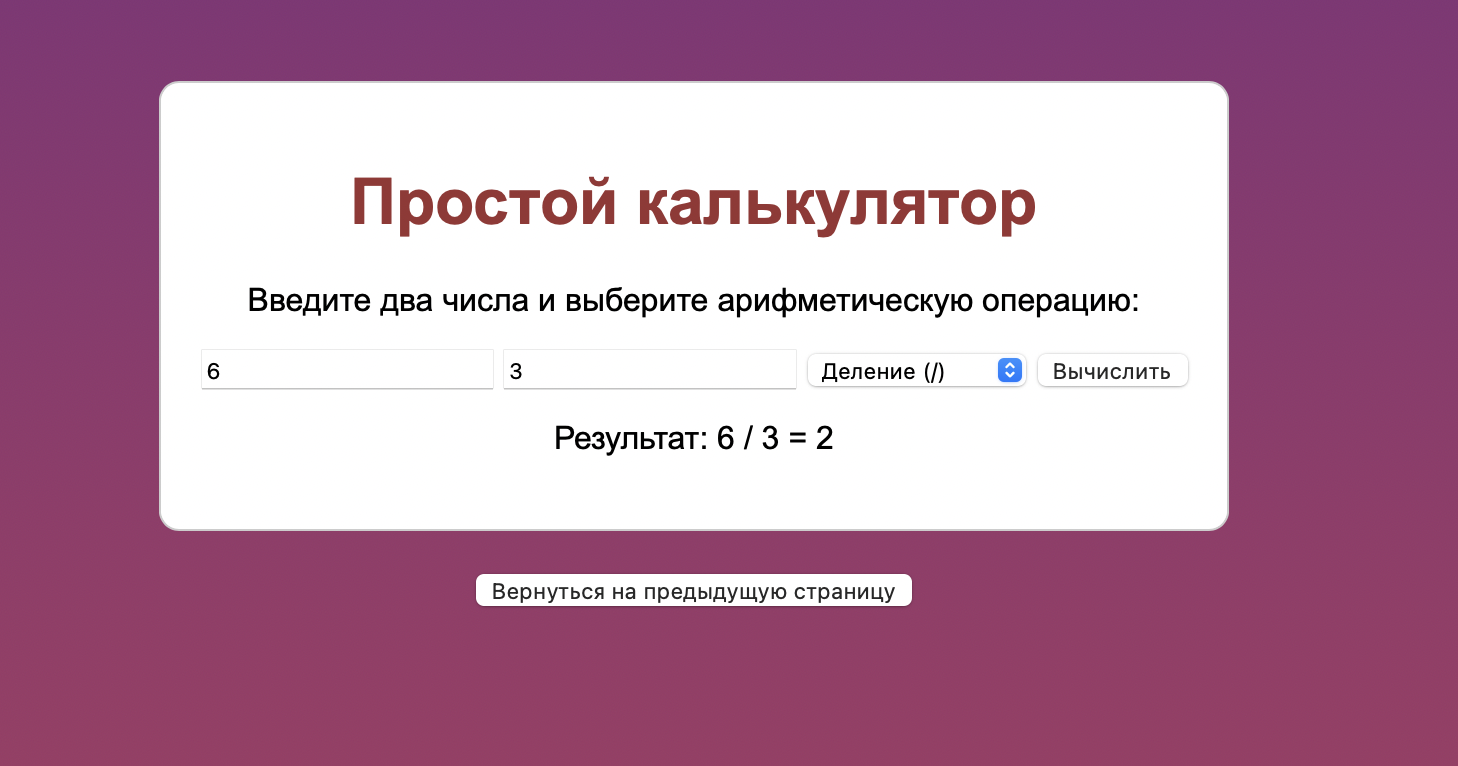 Простой калькулятор
Введите два числа и выберите арифметическую операцию:
6 3 Деление (/) Вычислить
Результат: 6 / 3 = 2
Вернуться на предыдущую страницу